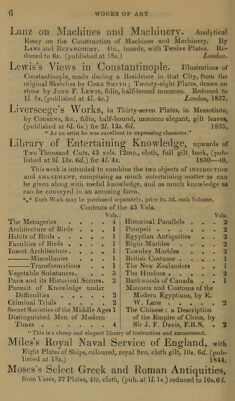 6 WORKS OF ART
Lanz on Machines and Machinery. Analytical
Essay on the Construction of Machines and Machinery. By
Lanz and Betancourt. 4to., boards, with Twelve Plates. Re-
duced to 6s. (published at 18s.) London.
Lewis's Views in Constantinople. Illustrations of
Constantinople, made during a Residence in that City, from the
original Sketches by Coke Smyth; Twenty-eight Plates, drawn on
stone by John F. Lewis, folio, half-bound morocco. Reduced to
1l. 8s. (published at 4l. 4s.) London, 1837.
Liverseege's Works, in Thirty-seven Plates, in Mezzotinto,
by Cousens, &c., folio, half-bound, morocco elegant, gilt leaves,
(published at 6l. 6s.) for 2l. 12s. 6d. 1835.
"As an artist he was excellent in expressing character."
Library of Entertaining Knowledge, upwards of
Two Thousand Cuts, 43 vols. 12mo., cloth, full gilt back, (pub-
lished at 9l. 13s. 6d.) for 4l. 4s. 1830—40.
This work is intended to combine the two objects of instruction
and amusement, comprising as much entertaining matter as can
be given along with useful knowledge, and as much knowledge as
can be conveyed in an amusing form.
*** Each Work may be purchased separately, price 2s. 3d. each Volume.
Contents of the 43 Vols.
Vols.
The Menageries . . . . 4
Architecture of Birds . . . 1
Habits of Birds . . . . 1
Faculties of Birds . . . . 1
Insect Architecture . . . . 1
——Miscellanies . . . 1
——Transformations . . 1
Vegetable Substances . . . 3
Paris and its Historical Scenes . 2
Pursuit of Knowledge under
Difficulties . . . . 2
Criminal Trials . . . . 2
Secret Societies of the Middle Ages 1
Distinguished Men of Modern
Times . . . . 4
Vols.
Historical Parallels . . . 2
Pompeii . . . . 2
Egyptian Antiquities . . . 2
Elgin Marbles . . . . 2
Townley Marbles . . . . 2
British Costume . . . . 1
The New Zealanders . . . 1
The Hindoos . . . . 2
Backwoods of Canada . . . 1
Manners and Customs of the
Modern Egyptians, by E.
W. Lane . . . . 2
The Chinese: a Description
of the Empire of China, by
Sir J. F. Davis, F.R.S. . 2
"This is a cheap and elegant library of instruction and amusement.
Miles's Royal Naval Service of England, with
Eight Plates of Ships, coloured, royal 8vo, cloth gilt, 10s. 6d. (pub-
lished at 18s.) 1844.
Moses's Select Greek and Roman Antiquities,
from Vases, 37 Plates, 4to, cloth, (pub. at 1l. 1s.) reduced to 10s. 6d.